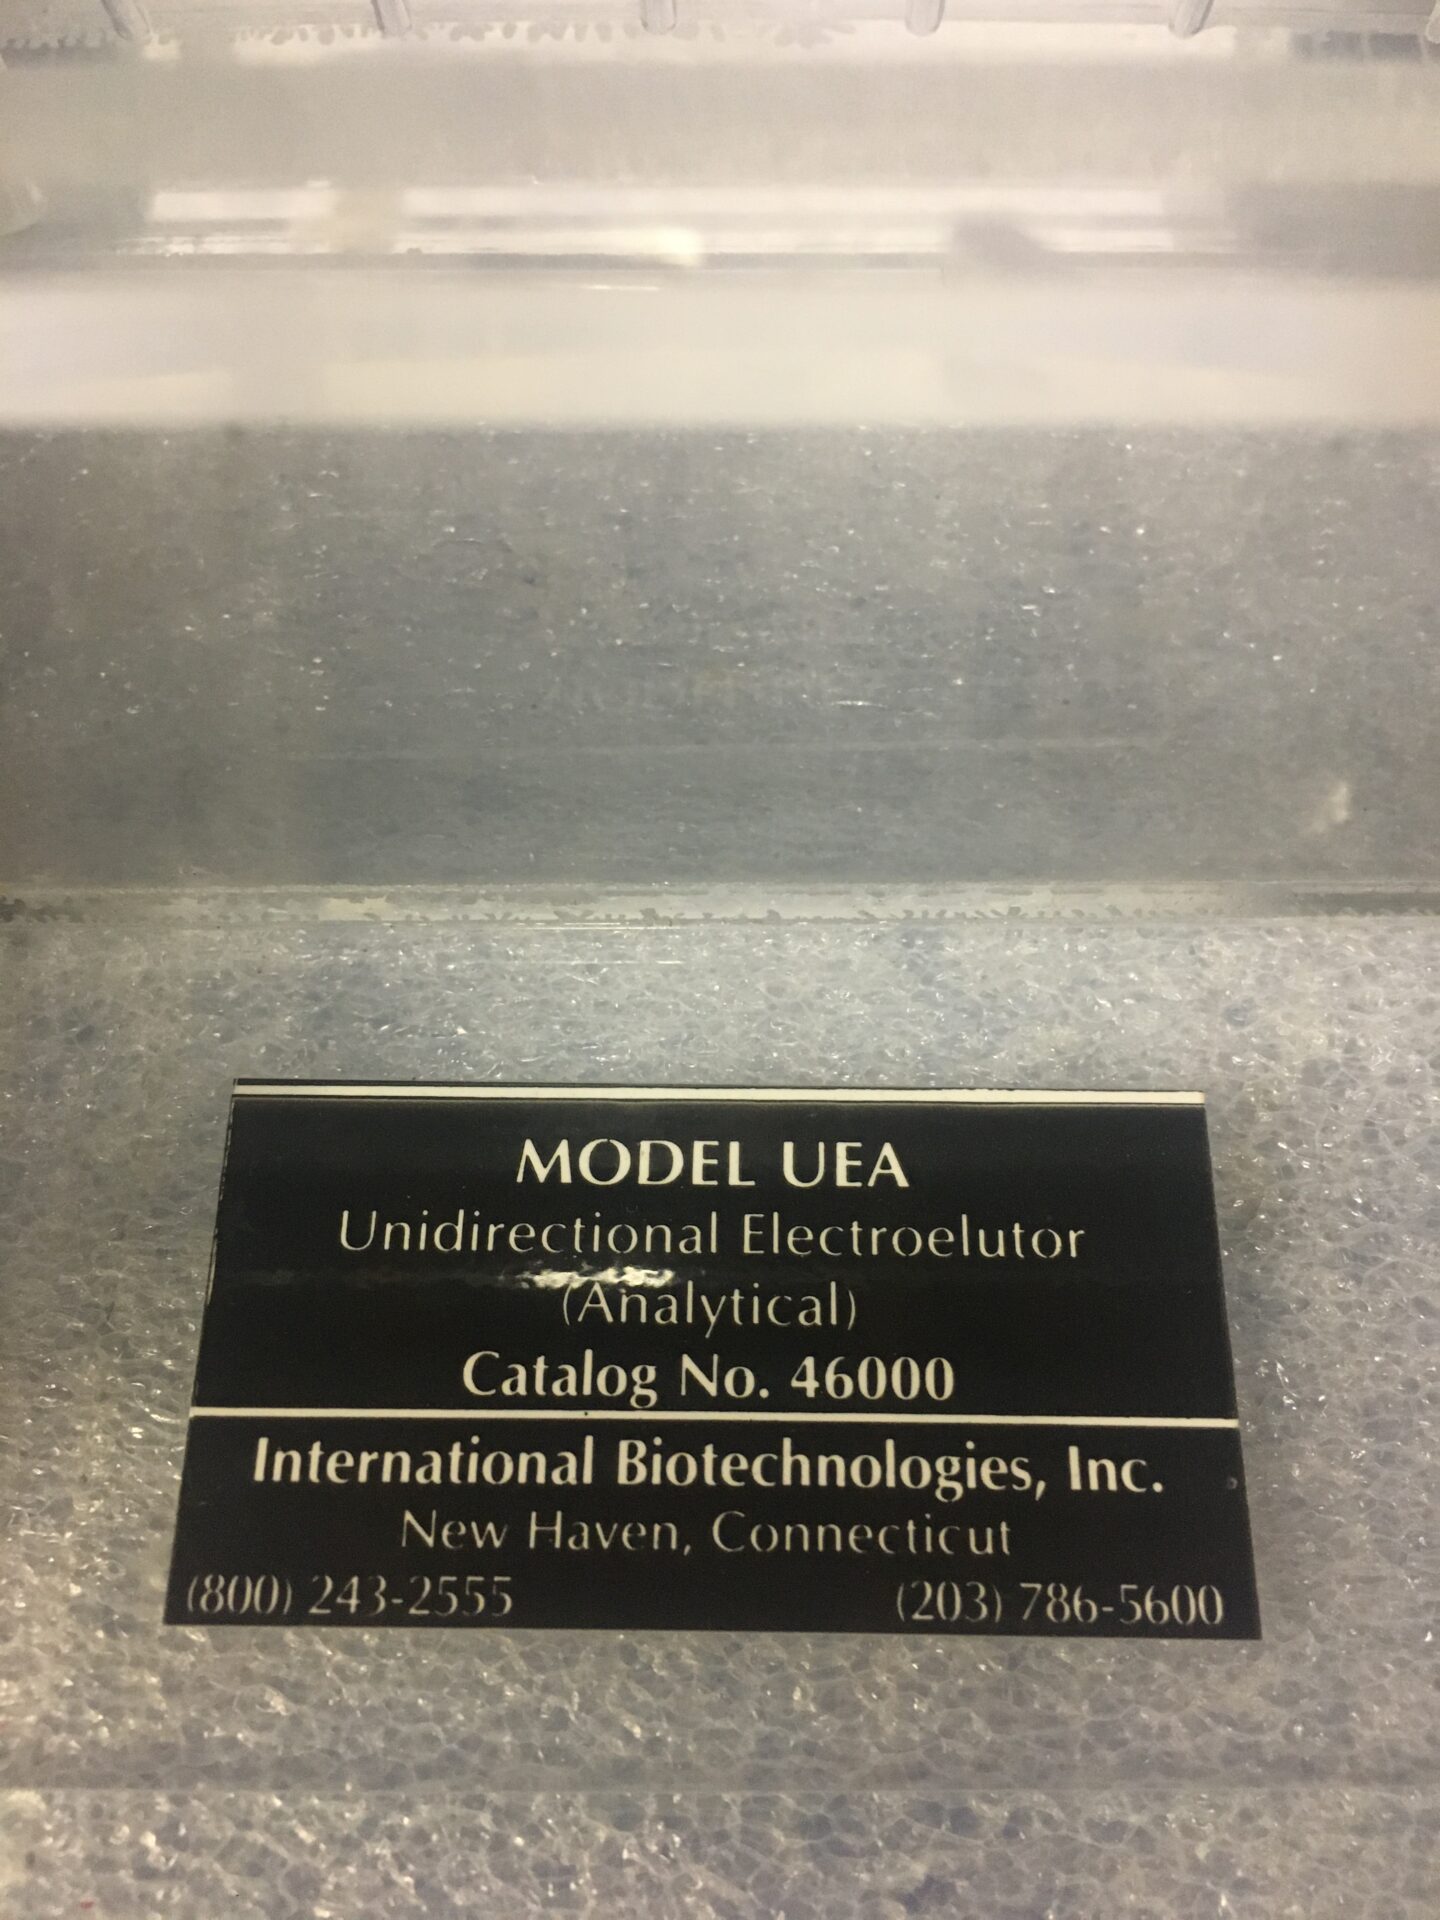 MODEL UEA
Unidirectional Electroelutor
(Analytical)
Catalog No. 46000
International Biotechnologies, Inc.
New Haven, Connecticut
(800) 243-2555 (203) 786-5600